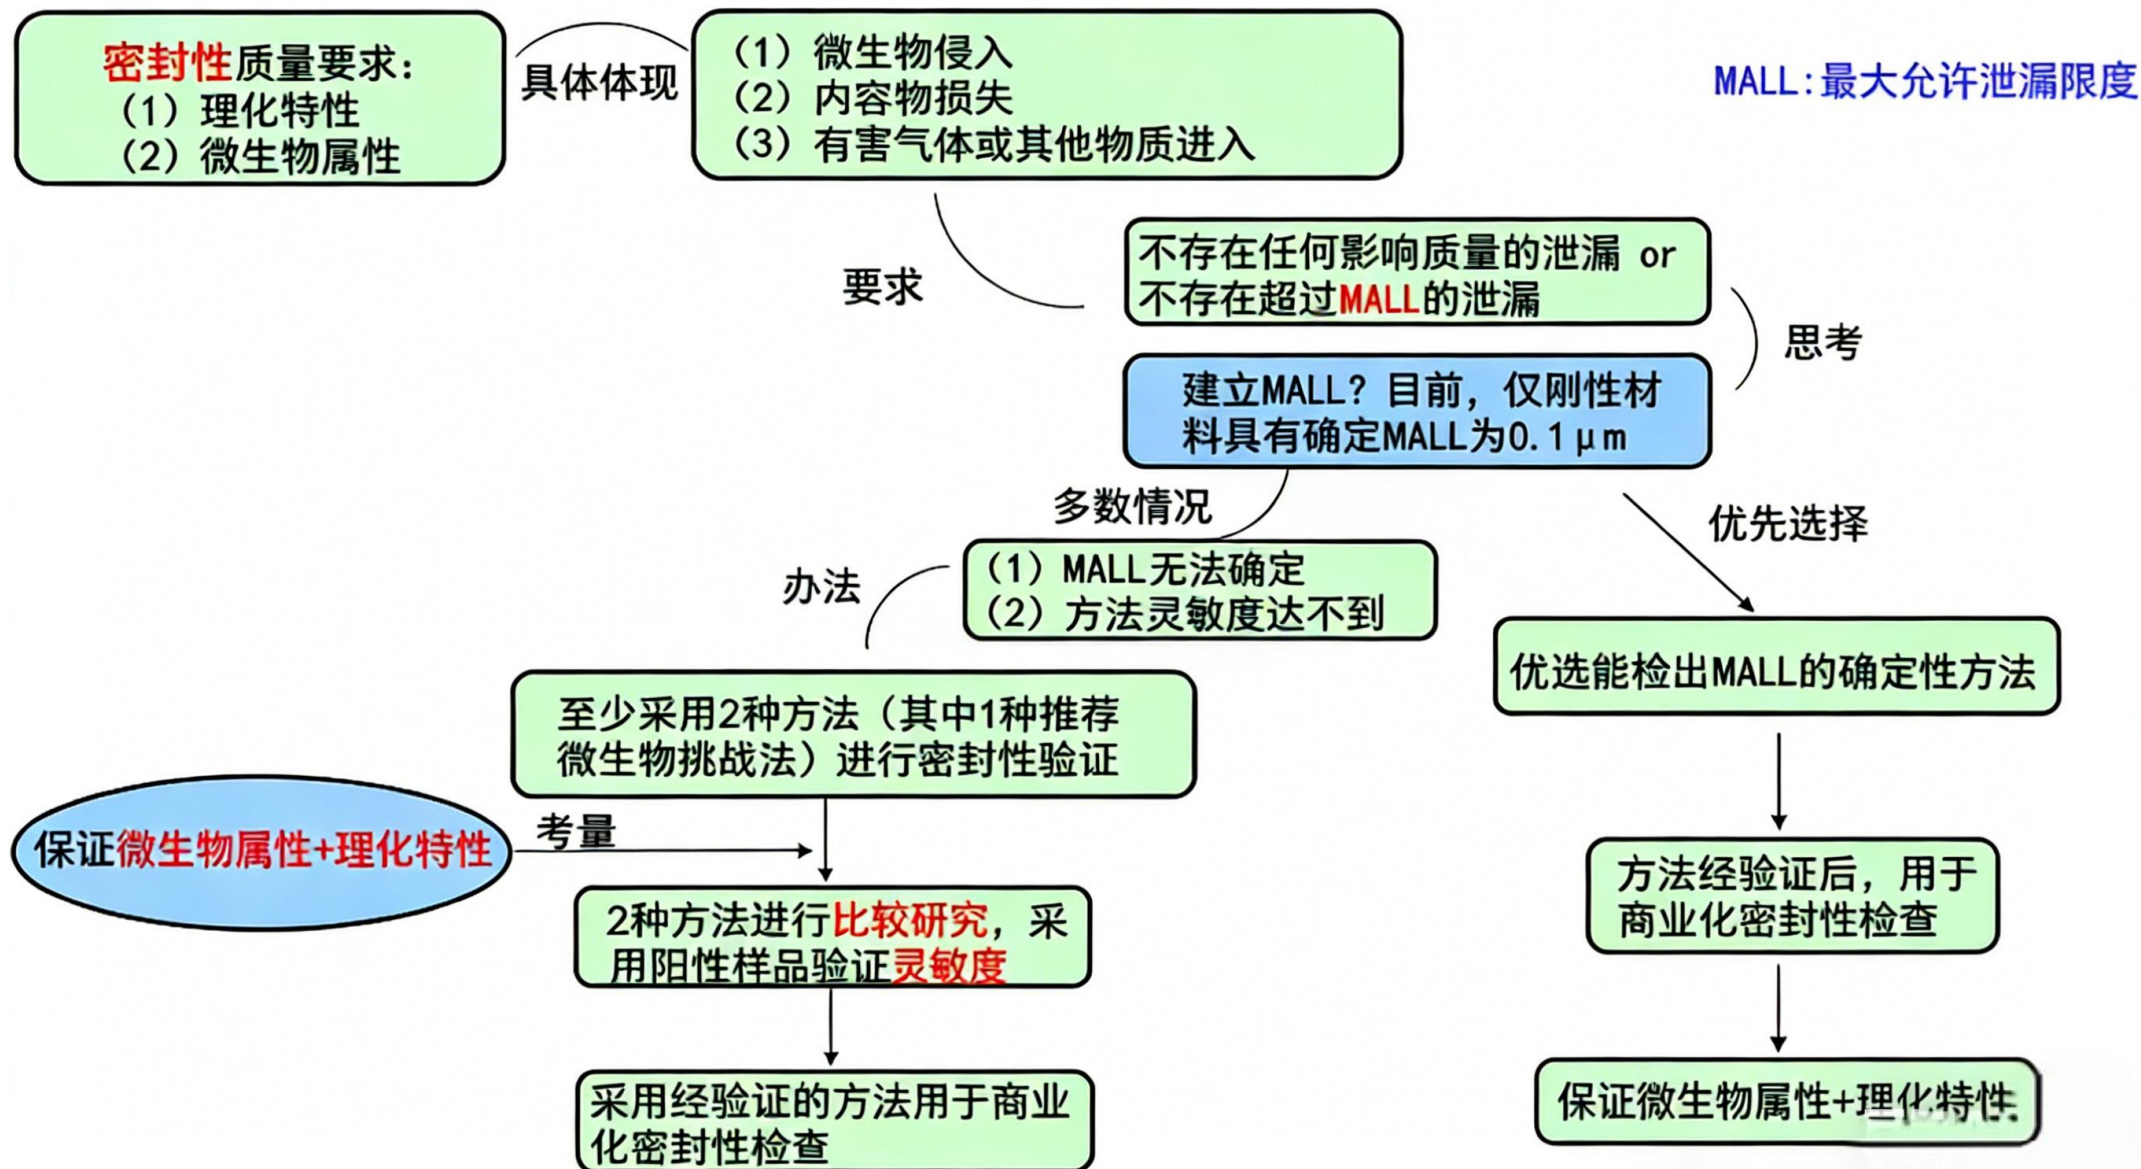 密封性质量要求：
（1）理化特性
（2）微生物属性
具体体现
（1）微生物侵入
（2）内容物损失
（3）有害气体或其他物质进入
MALL:最大允许泄漏限度
要求
不存在任何影响质量的泄漏 or
不存在超过MALL的泄漏
思考
建立MALL？目前，仅刚性材
料具有确定MALL为0.1μm
多数情况
优先选择
办法
（1）MALL无法确定
（2）方法灵敏度达不到
优选能检出MALL的确定性方法
至少采用2种方法（其中1种推荐
微生物挑战法）进行密封性验证
保证微生物属性+理化特性
考量
方法经验证后，用于
商业化密封性检查
2种方法进行比较研究，采
用阳性样品验证灵敏度
采用经验证的方法用于商业
化密封性检查
保证微生物属性+理化特性